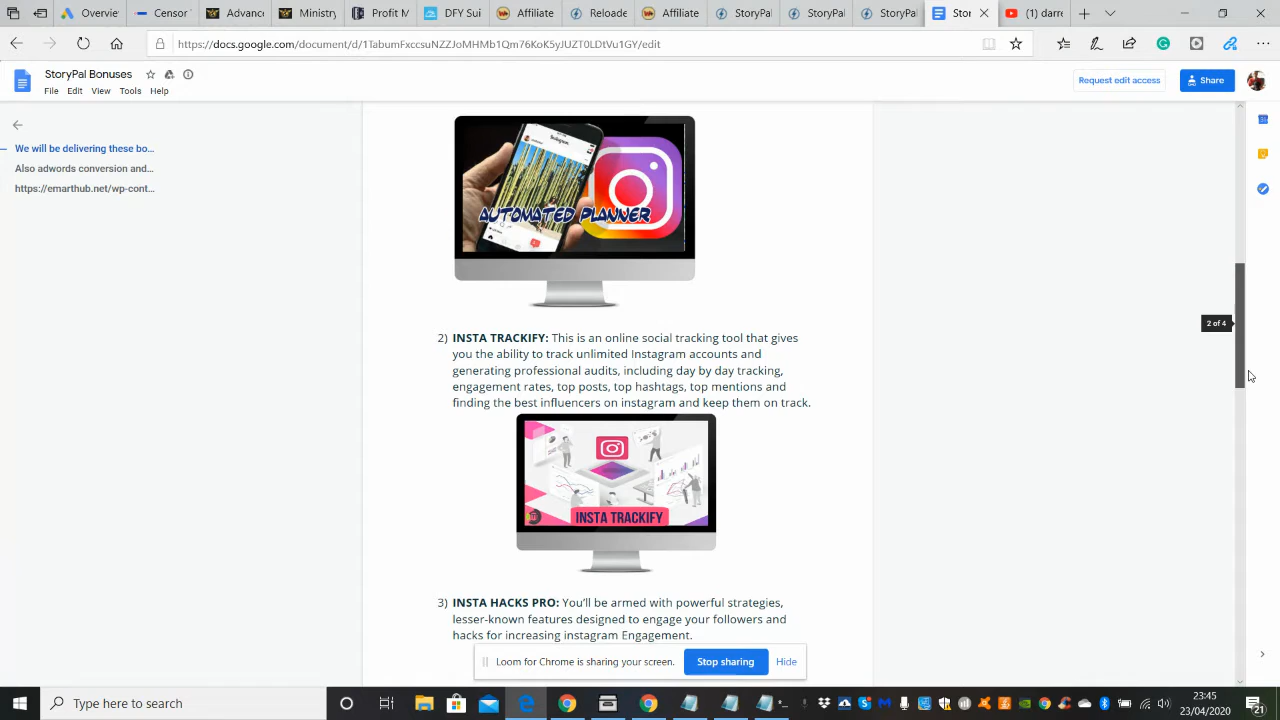 Overvie
Censor
Advance
Ministry
Profit M
DFY Sui
Affiliate
Reloade
Affiliate
StoryPal
StoryPal
StoryPal
Stor
(1) darre
https://docs.google.com/document/d/1TabumFxccsuNZZJoMHMb1Qm76KoK5yJUZT0LDtVu1GY/edit
StoryPal Bonuses
File Edit View Tools Help
Request edit access
Share
We will be delivering these bo...
Also adwords conversion and...
https://emarthub.net/wp-cont...
AUTOMATED PLANNER
2) INSTA TRACKIFY: This is an online social tracking tool that gives
you the ability to track unlimited Instagram accounts and
generating professional audits, including day by day tracking,
engagement rates, top posts, top hashtags, top mentions and
finding the best influencers on instagram and keep them on track.
INSTA TRACKIFY
2 of 4
3) INSTA HACKS PRO: You'll be armed with powerful strategies,
lesser-known features designed to engage your followers and
hacks for increasing instagram Engagement.
Loom for Chrome is sharing your screen.
Stop sharing
Hide
Type here to search
23:45
23/04/2020
21